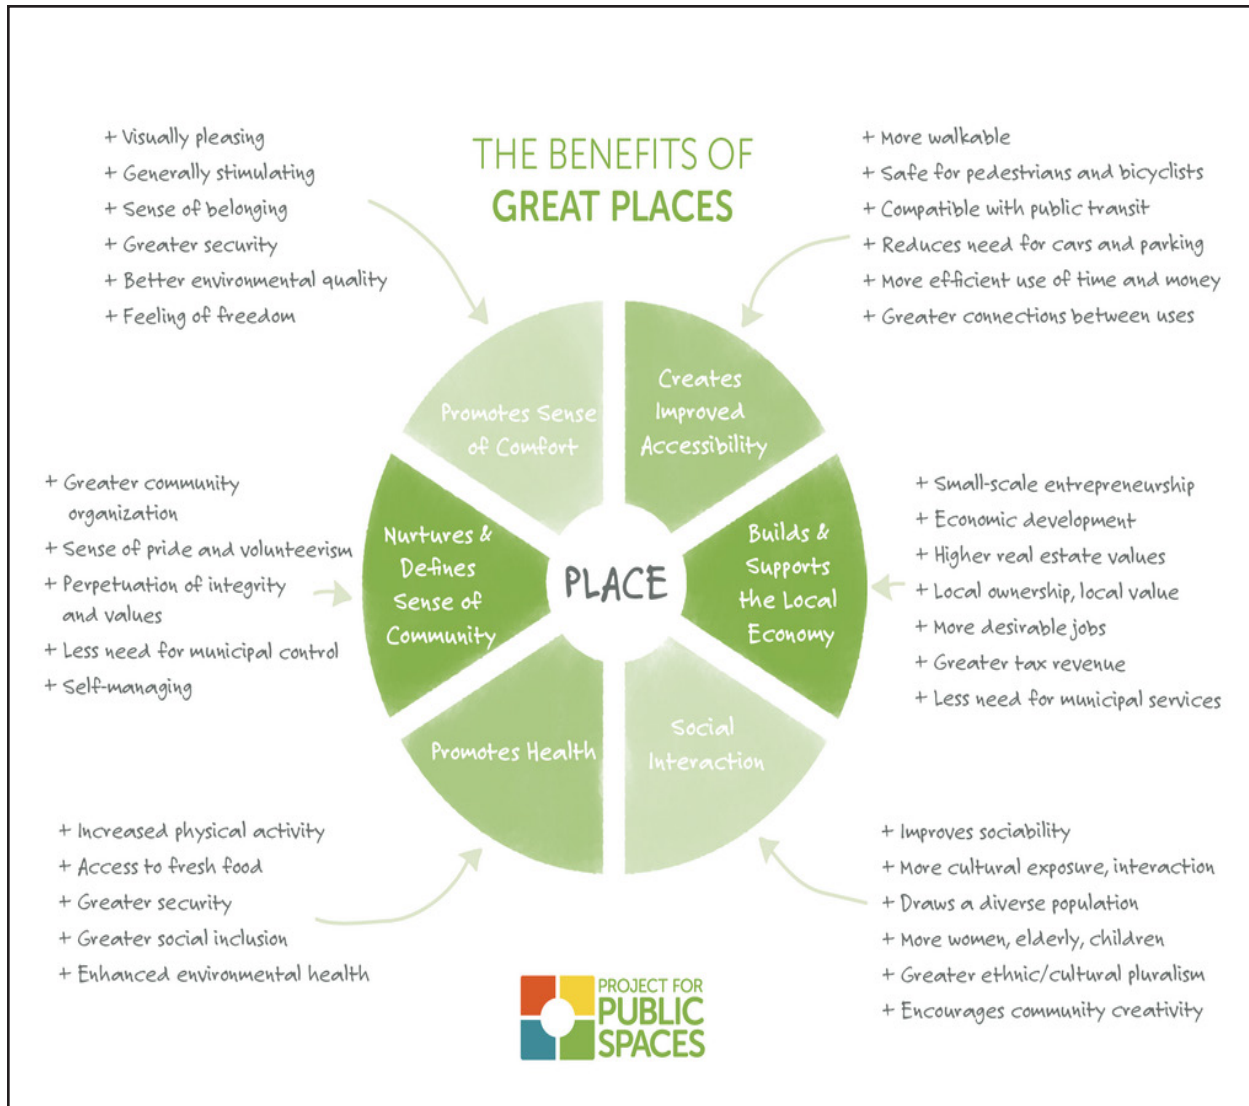 THE BENEFITS OF
GREAT PLACES
+ Visually pleasing
+ Generally stimulating
+ Sense of belonging
+ Greater security
+ Better environmental quality
+ Feeling of freedom
+ More walkable
+ Safe for pedestrians and bicyclists
+ Compatible with public transit
+ Reduces need for cars and parking
+ More efficient use of time and money
+ Greater connections between uses
Promotes Sense
of Comfort
Creates
Improved
Accessibility
+ Greater community
organization
+ Sense of pride and volunteerism
+ Perpetuation of integrity
and values
+ Less need for municipal control
+ Self-managing
Nurtures &
Defines
Sense of
Community
PLACE
Builds &
Supports
the Local
Economy
+ Small-scale entrepreneurship
+ Economic development
+ Higher real estate values
+ Local ownership, local value
+ More desirable jobs
+ Greater tax revenue
+ Less need for municipal services
Promotes Health
Social
Interaction
+ Increased physical activity
+ Access to fresh food
+ Greater security
+ Greater social inclusion
+ Enhanced environmental health
+ Improves sociability
+ More cultural exposure, interaction
+ Draws a diverse population
+ More women, elderly, children
+ Greater ethnic/cultural pluralism
+ Encourages community creativity
PROJECT FOR
PUBLIC
SPACES